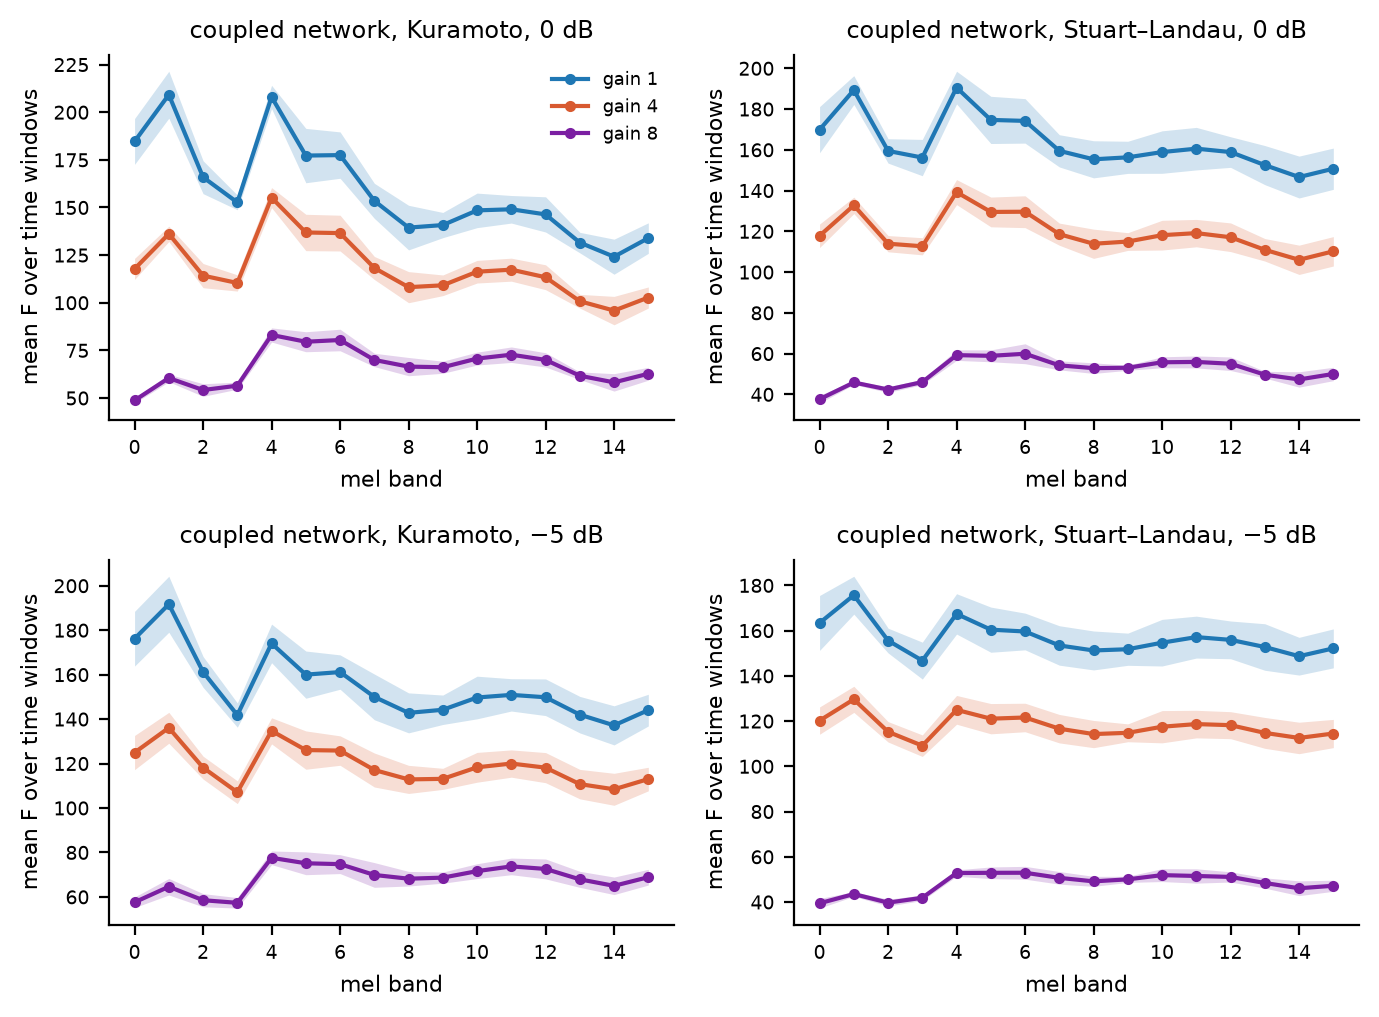 coupled network, Kuramoto, 0 dB
mean F over time windows
225
200
175
150
125
100
75
50
gain 1
gain 4
gain 8
0 2 4 6 8 10 12 14
mel band
coupled network, Stuart–Landau, 0 dB
mean F over time windows
200
180
160
140
120
100
80
60
40
0 2 4 6 8 10 12 14
mel band
coupled network, Kuramoto, −5 dB
mean F over time windows
200
180
160
140
120
100
80
60
0 2 4 6 8 10 12 14
mel band
coupled network, Stuart–Landau, −5 dB
mean F over time windows
180
160
140
120
100
80
60
40
0 2 4 6 8 10 12 14
mel band